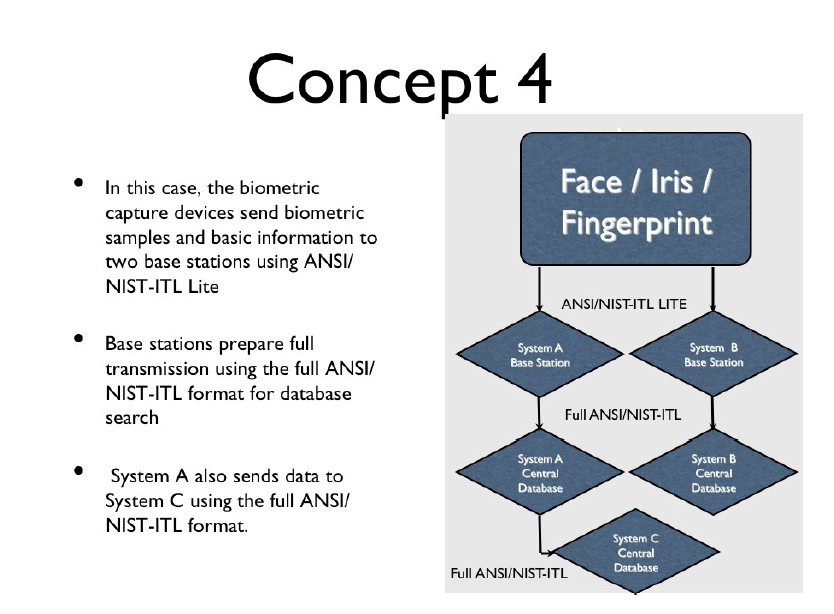 Concept 4
• In this case, the biometric
capture devices send biometric
samples and basic information to
two base stations using ANSI/
NIST-ITL Lite
• Base stations prepare full
transmission using the full ANSI/
NIST-ITL format for database
search
• System A also sends data to
System C using the full ANSI/
NIST-ITL format.
Face / Iris /
Fingerprint
ANSI/NIST-ITL LITE
System A
Base Station
System B
Base Station
Full ANSI/NIST-ITL
System A
Central
Database
System B
Central
Database
System C
Central
Database
Full ANSI/NIST-ITL